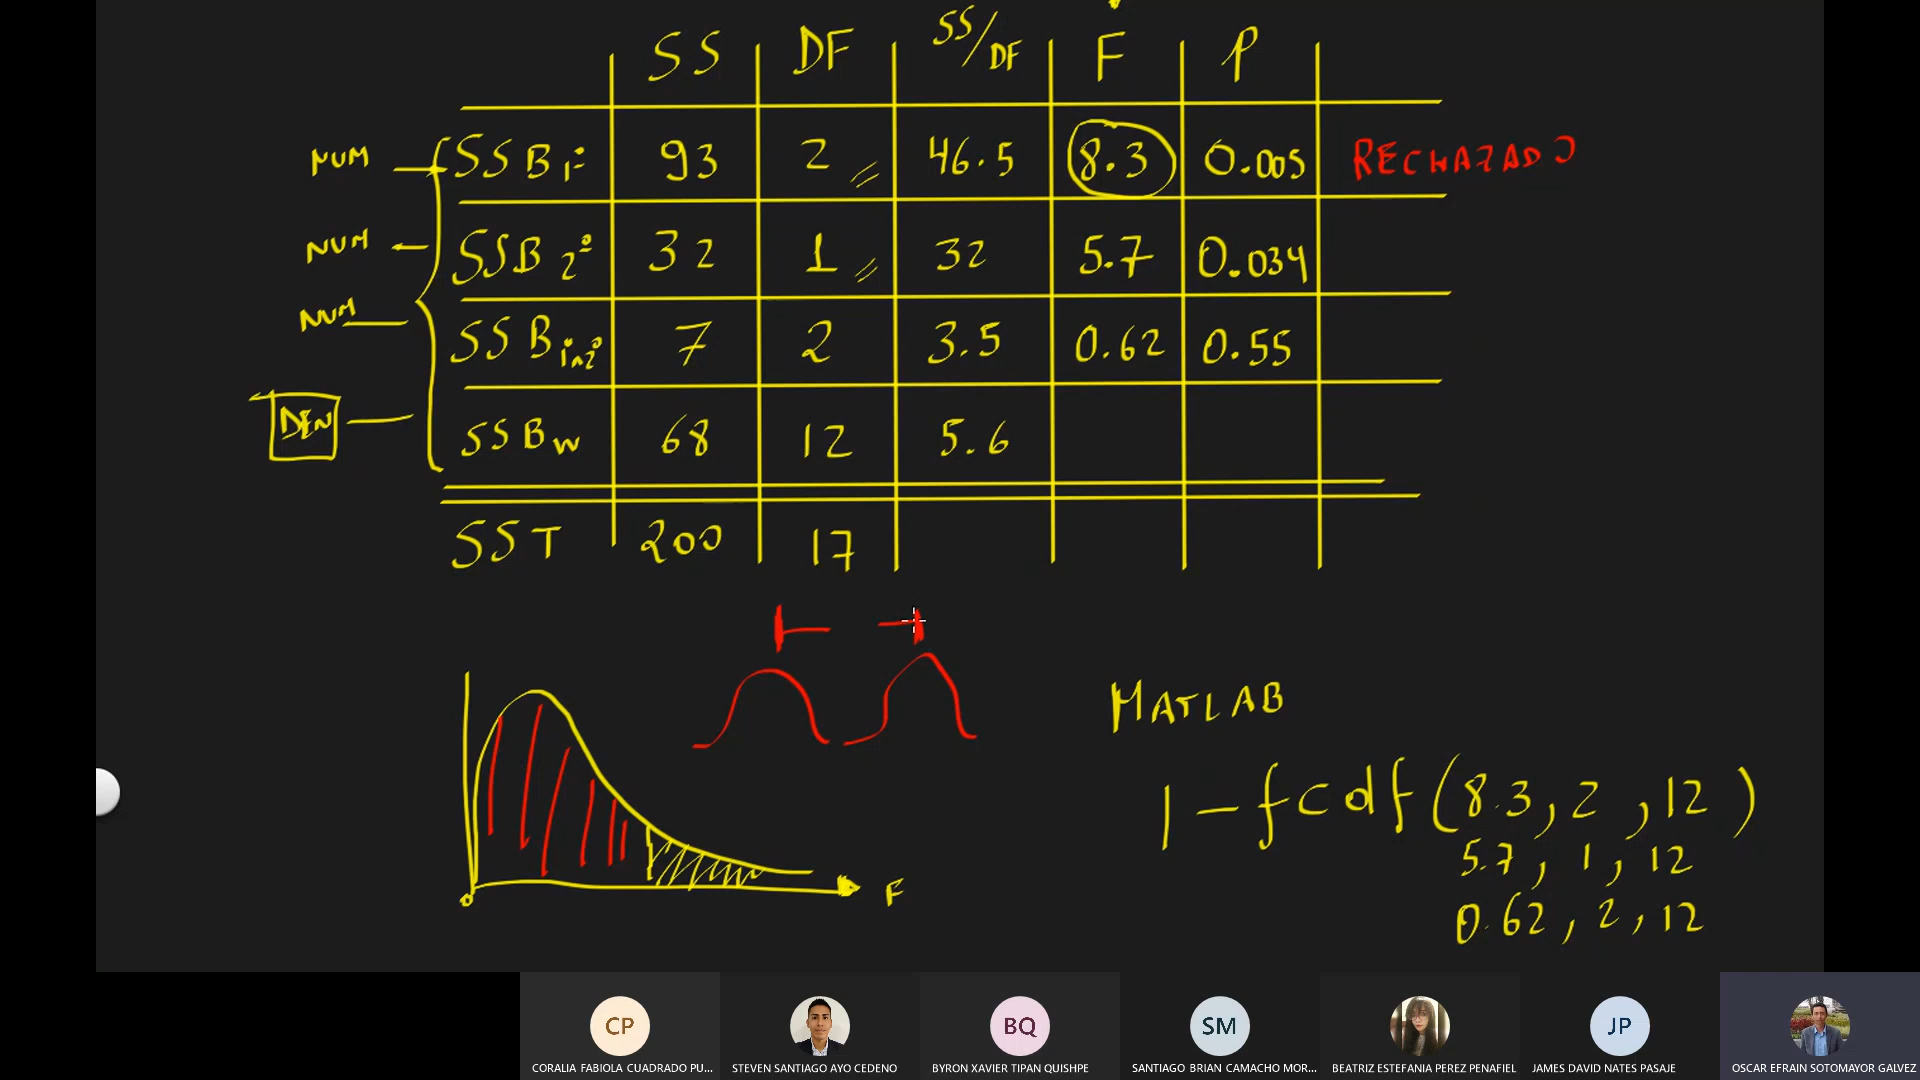 SS DF SS/DF F P
NUM SSB1º 93 2 46.5 8.3 0.005 RECHAZADO
NUM SSB2º 32 1 32 5.7 0.034
NUM SSBint 7 2 3.5 0.62 0.55
DEN SSBW 68 12 5.6
SST 200 17
MATLAB
1-fcdf(8.3, 2, 12)
5.7, 1, 12
0.62, 2, 12
F
CP BQ SM JP
CORALIA FABIOLA CUADRADO PU... STEVEN SANTIAGO AYO CEDENO BYRON XAVIER TIPAN QUISHPE SANTIAGO BRIAN CAMACHO MOR... BEATRIZ ESTEFANIA PEREZ PENAFIEL JAMES DAVID NATES PASAJE OSCAR EFRAIN SOTOMAYOR GALVEZ